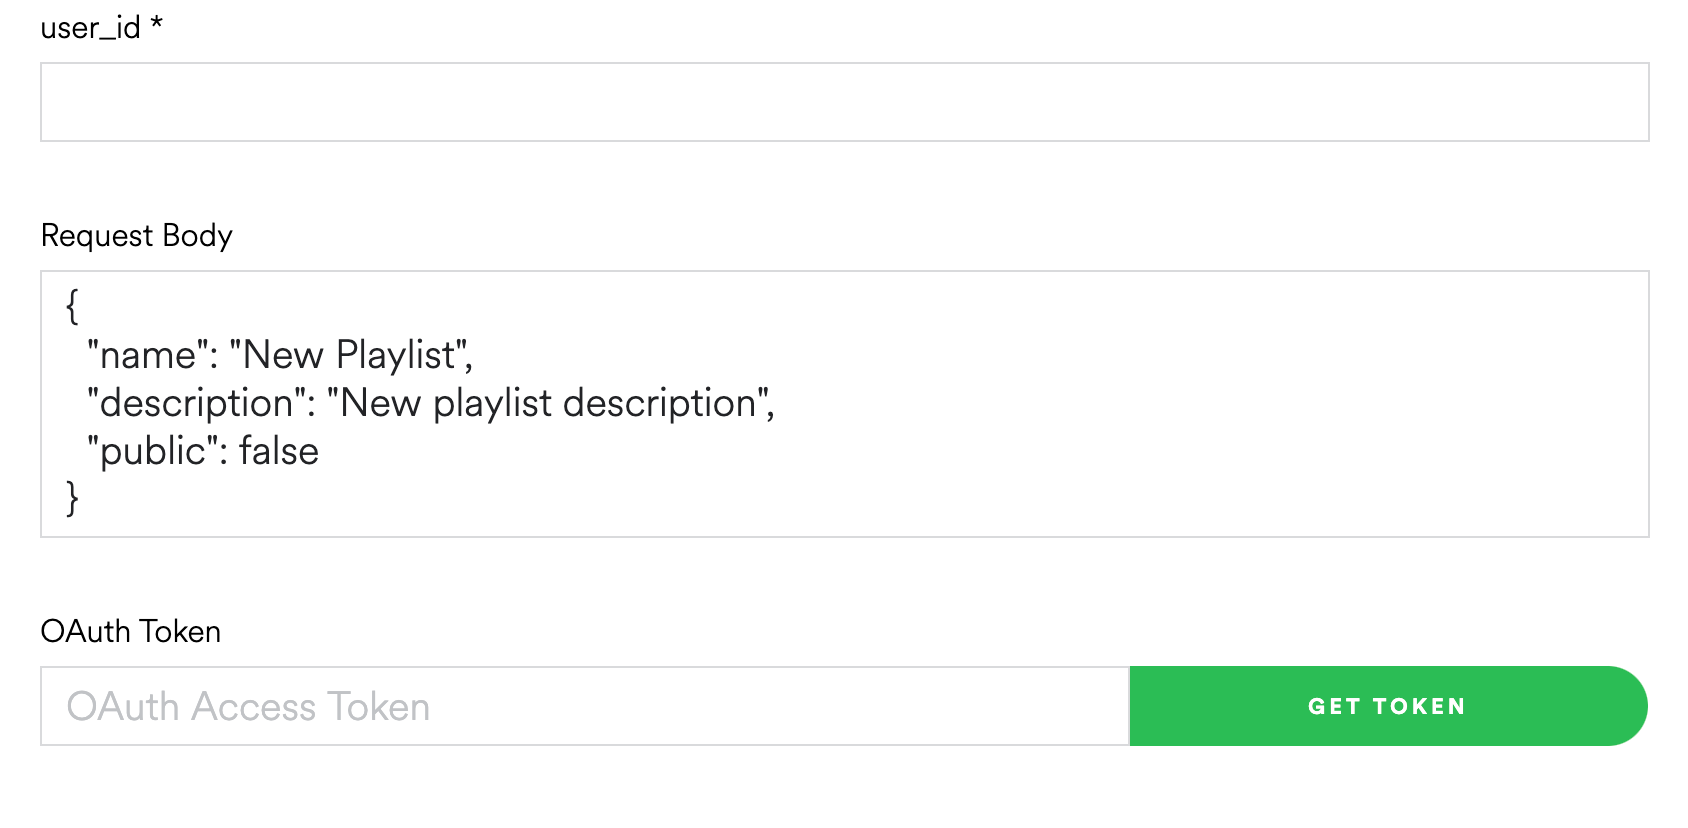 user_id *
Request Body
{
"name": "New Playlist",
"description": "New playlist description",
"public": false
}
OAuth Token
OAuth Access Token
GET TOKEN